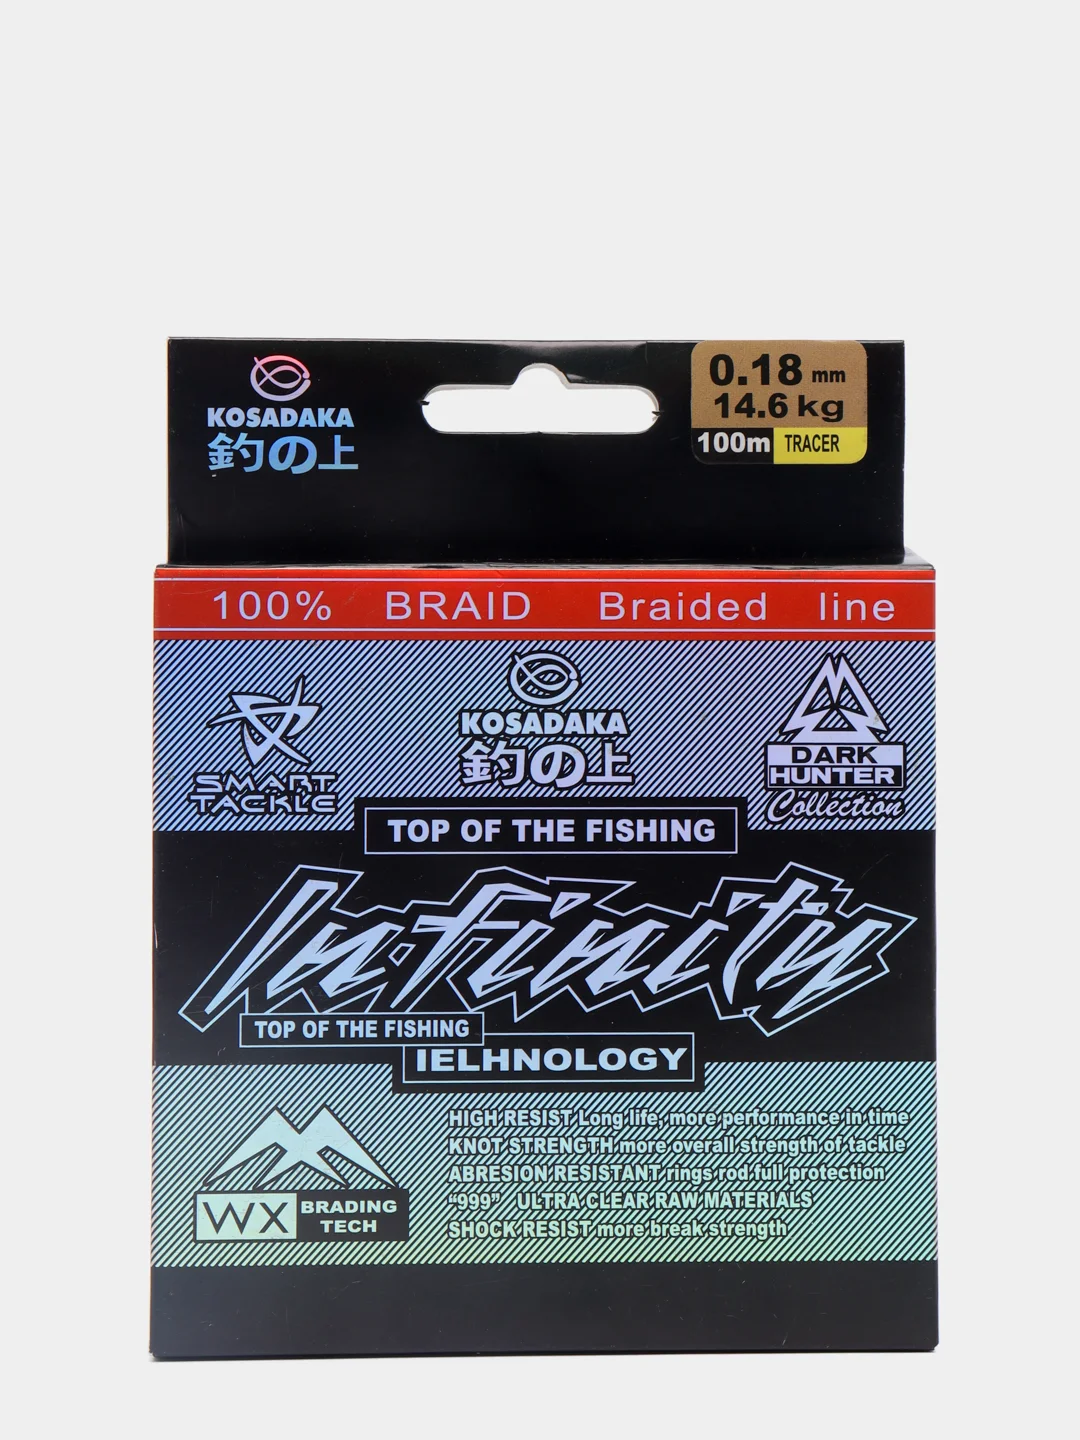 KOSADAKA
釣の上
0.18 mm
14.6 kg
100m TRACER
100% BRAID Braided line
SMART
TACKLE
KOSADAKA
釣の上
DARK
HUNTER
Collection
TOP OF THE FISHING
Infinity
TOP OF THE FISHING
IELHNOLOGY
HIGH RESIST Long life, more performance in time
KNOT STRENGTH more overall strength of tackle
ABRESION RESISTANT rings rod full protection
“999” ULTRA CLEAR RAW MATERIALS
SHOCK RESIST more break strength
WX BRADING
TECH